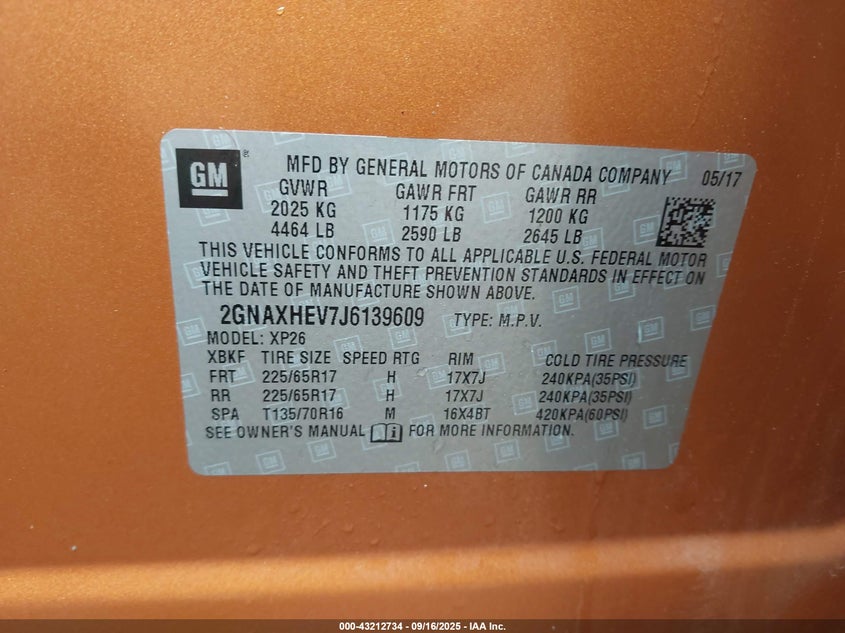 GM ®
MFD BY GENERAL MOTORS OF CANADA COMPANY 05/17
GVWR GAWR FRT GAWR RR
2025 KG 1175 KG 1200 KG
4464 LB 2590 LB 2645 LB
THIS VEHICLE CONFORMS TO ALL APPLICABLE U.S. FEDERAL MOTOR
VEHICLE SAFETY AND THEFT PREVENTION STANDARDS IN EFFECT ON
THE DATE OF MANUFACTURE SHOWN ABOVE.
2GNAXHEV7J6139609 TYPE: M.P.V.
MODEL: XP26
XBKF TIRE SIZE SPEED RTG RIM COLD TIRE PRESSURE
FRT 225/65R17 H 17X7J 240KPA(35PSI)
RR 225/65R17 H 17X7J 240KPA(35PSI)
SPA T135/70R16 M 16X4BT 420KPA(60PSI)
SEE OWNER'S MANUAL i FOR MORE INFORMATION.
000-43212734 - 09/16/2025 - IAA Inc.